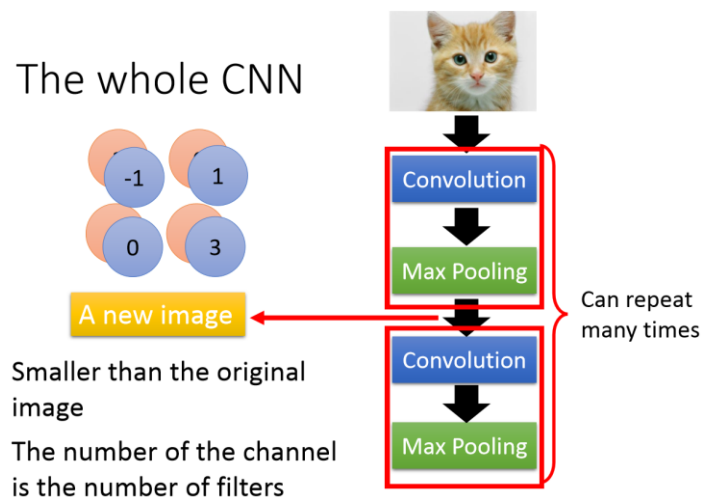 The whole CNN
-1
1
0
3
A new image
Smaller than the original
image
The number of the channel
is the number of filters
Convolution
Max Pooling
Convolution
Max Pooling
Can repeat
many times